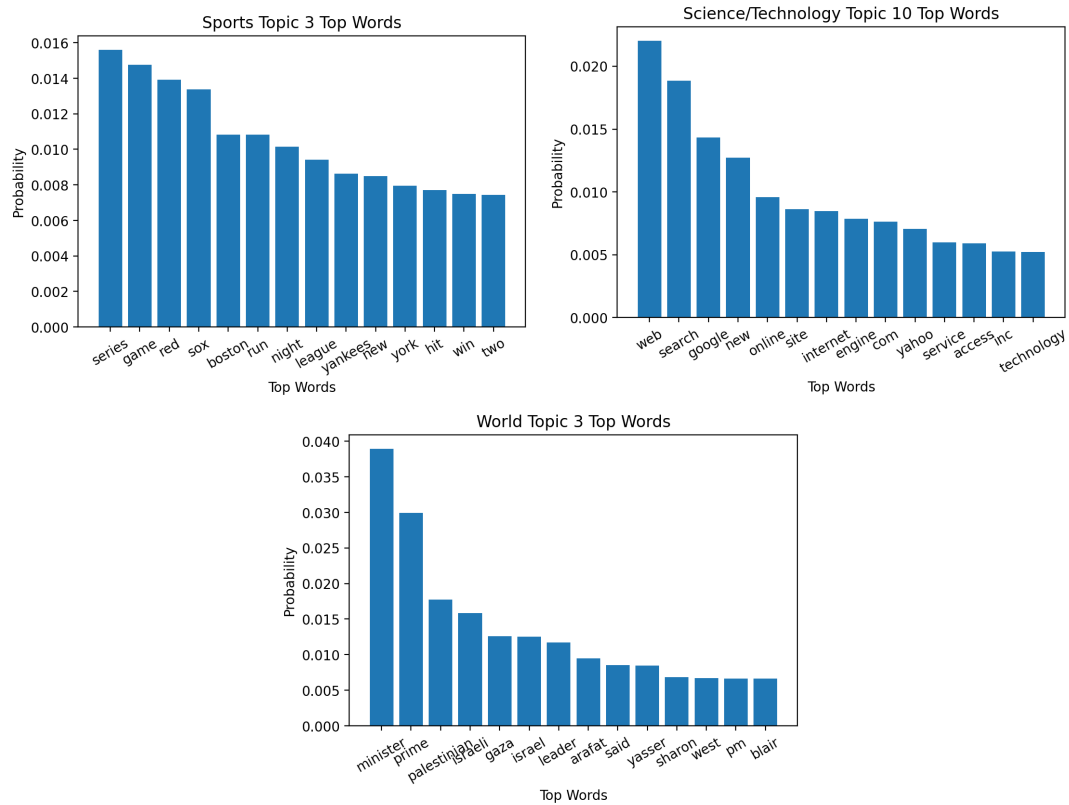 Sports Topic 3 Top Words
0.016
0.014
0.012
0.010
0.008
0.006
0.004
0.002
0.000
Probability
series game red sox boston run night league yankees new york hit win two
Top Words
Science/Technology Topic 10 Top Words
0.020
0.015
0.010
0.005
0.000
Probability
web search google new online site internet engine com yahoo service access inc technology
Top Words
World Topic 3 Top Words
0.040
0.035
0.030
0.025
0.020
0.015
0.010
0.005
0.000
Probability
minister prime palestinian israeli gaza israel leader arafat said yasser sharon west pm blair
Top Words